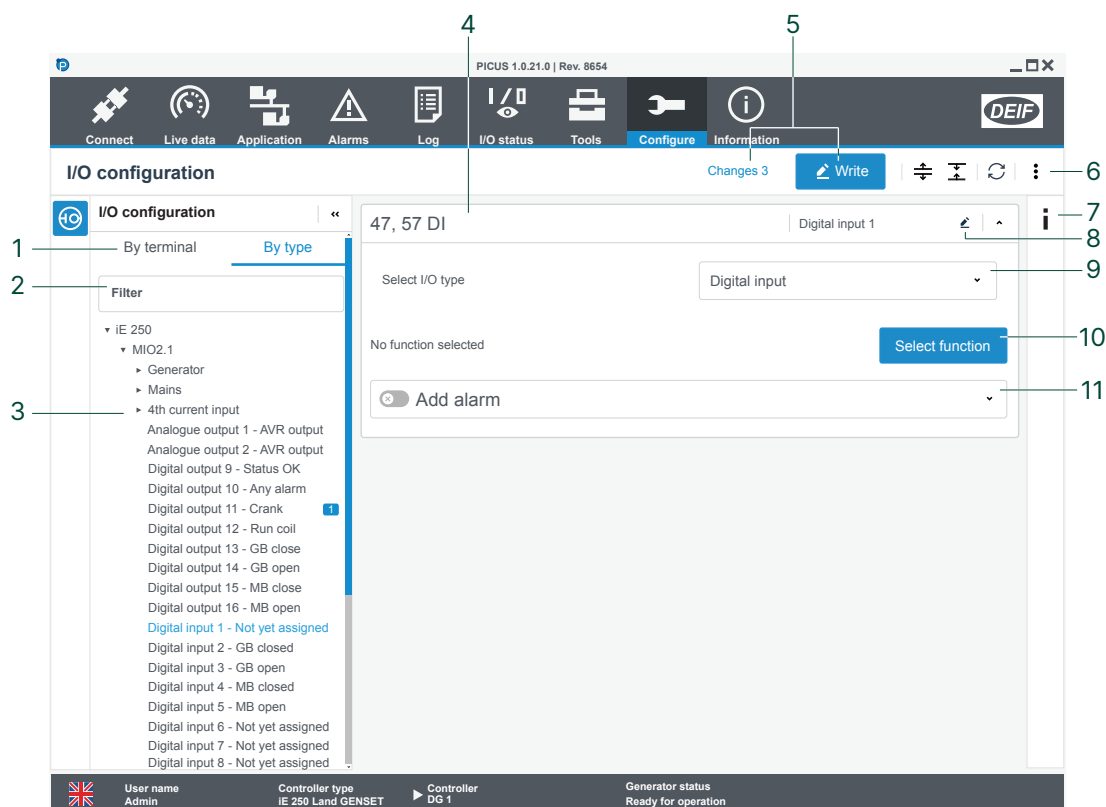 4
5
PICUS 1.0.21.0 | Rev. 8654
Connect
Live data
Application
Alarms
Log
I/O status
Tools
Configure
Information
DEIF
I/O configuration
Changes 3
Write
6
I/O configuration
«
47, 57 DI
Digital input 1
7
8
1
By terminal
By type
2
Filter
Select I/O type
Digital input
9
iE 250
MIO2.1
Generator
Mains
3
4th current input
No function selected
Select function
10
Add alarm
11
Analogue output 1 - AVR output
Analogue output 2 - AVR output
Digital output 9 - Status OK
Digital output 10 - Any alarm
Digital output 11 - Crank
1
Digital output 12 - Run coil
Digital output 13 - GB close
Digital output 14 - GB open
Digital output 15 - MB close
Digital output 16 - MB open
Digital input 1 - Not yet assigned
Digital input 2 - GB closed
Digital input 3 - GB open
Digital input 4 - MB closed
Digital input 5 - MB open
Digital input 6 - Not yet assigned
Digital input 7 - Not yet assigned
Digital input 8 - Not yet assigned
User name
Admin
Controller type
iE 250 Land GENSET
Controller
DG 1
Generator status
Ready for operation